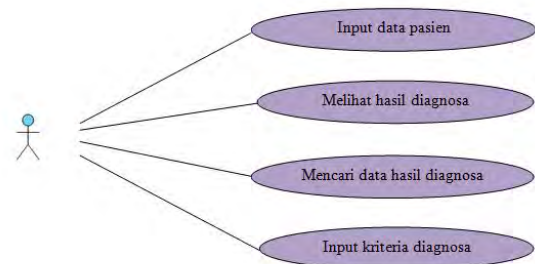 Input data pasien
Melihat hasil diagnosa
Mencari data hasil diagnosa
Input kriteria diagnosa